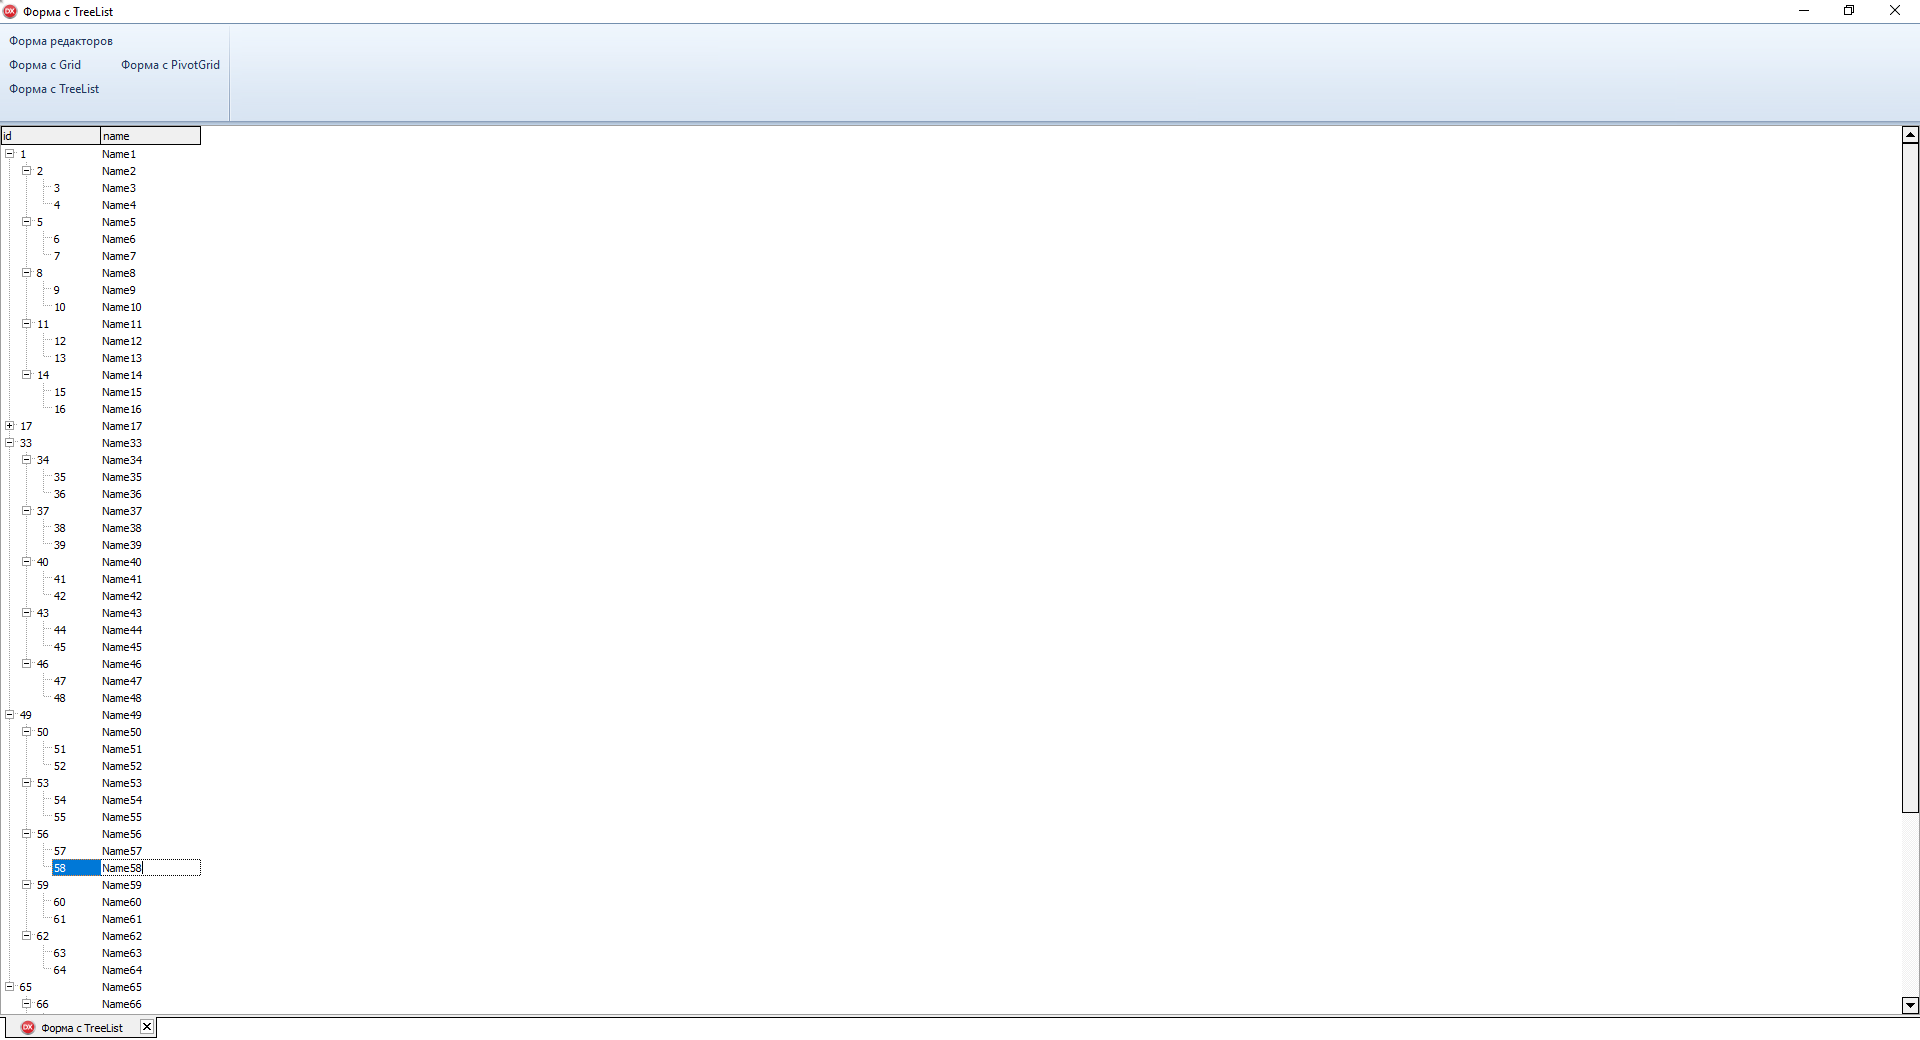 Форма с TreeList
Форма редакторов
Форма с Grid Форма с PivotGrid
Форма с TreeList
id name
1 Name1
2 Name2
3 Name3
4 Name4
5 Name5
6 Name6
7 Name7
8 Name8
9 Name9
10 Name10
11 Name11
12 Name12
13 Name13
14 Name14
15 Name15
16 Name16
17 Name17
33 Name33
34 Name34
35 Name35
36 Name36
37 Name37
38 Name38
39 Name39
40 Name40
41 Name41
42 Name42
43 Name43
44 Name44
45 Name45
46 Name46
47 Name47
48 Name48
49 Name49
50 Name50
51 Name51
52 Name52
53 Name53
54 Name54
55 Name55
56 Name56
57 Name57
58 Name58
59 Name59
60 Name60
61 Name61
62 Name62
63 Name63
64 Name64
65 Name65
66 Name66
DX Форма с TreeList